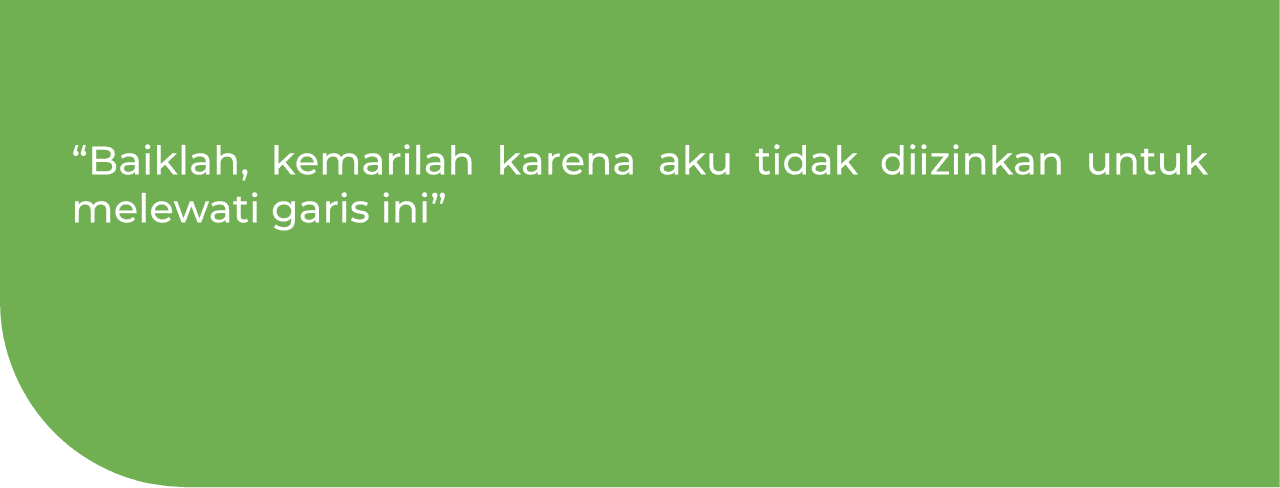 “Baiklah, kemarilah karena aku tidak diizinkan untuk
melewati garis ini”